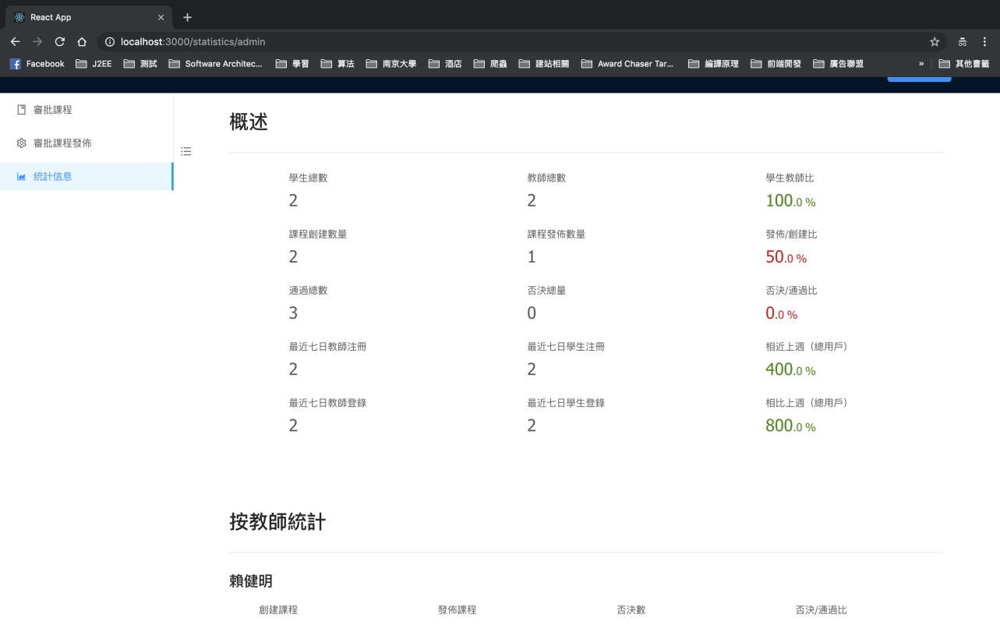 React App
localhost:3000/statistics/admin
Facebook J2EE 測試 Software Architec... 學習 算法 南京大學 酒店 爬蟲 建站相關 Award Chaser Tar... 編譯原理 前端開發 廣告聯盟 » 其他書籤
審批課程
審批課程發佈
統計信息
概述
學生總數 教師總數 學生教師比
2 2 100.0 %
課程創建數量 課程發佈數量 發佈/創建比
2 1 50.0 %
通過總數 否決總量 否決/通過比
3 0 0.0 %
最近七日教師注冊 最近七日學生注冊 相近上週（總用戶）
2 2 400.0 %
最近七日教師登錄 最近七日學生登錄 相比上週（總用戶）
2 2 800.0 %
按教師統計
賴健明
創建課程 發佈課程 否決數 否決/通過比